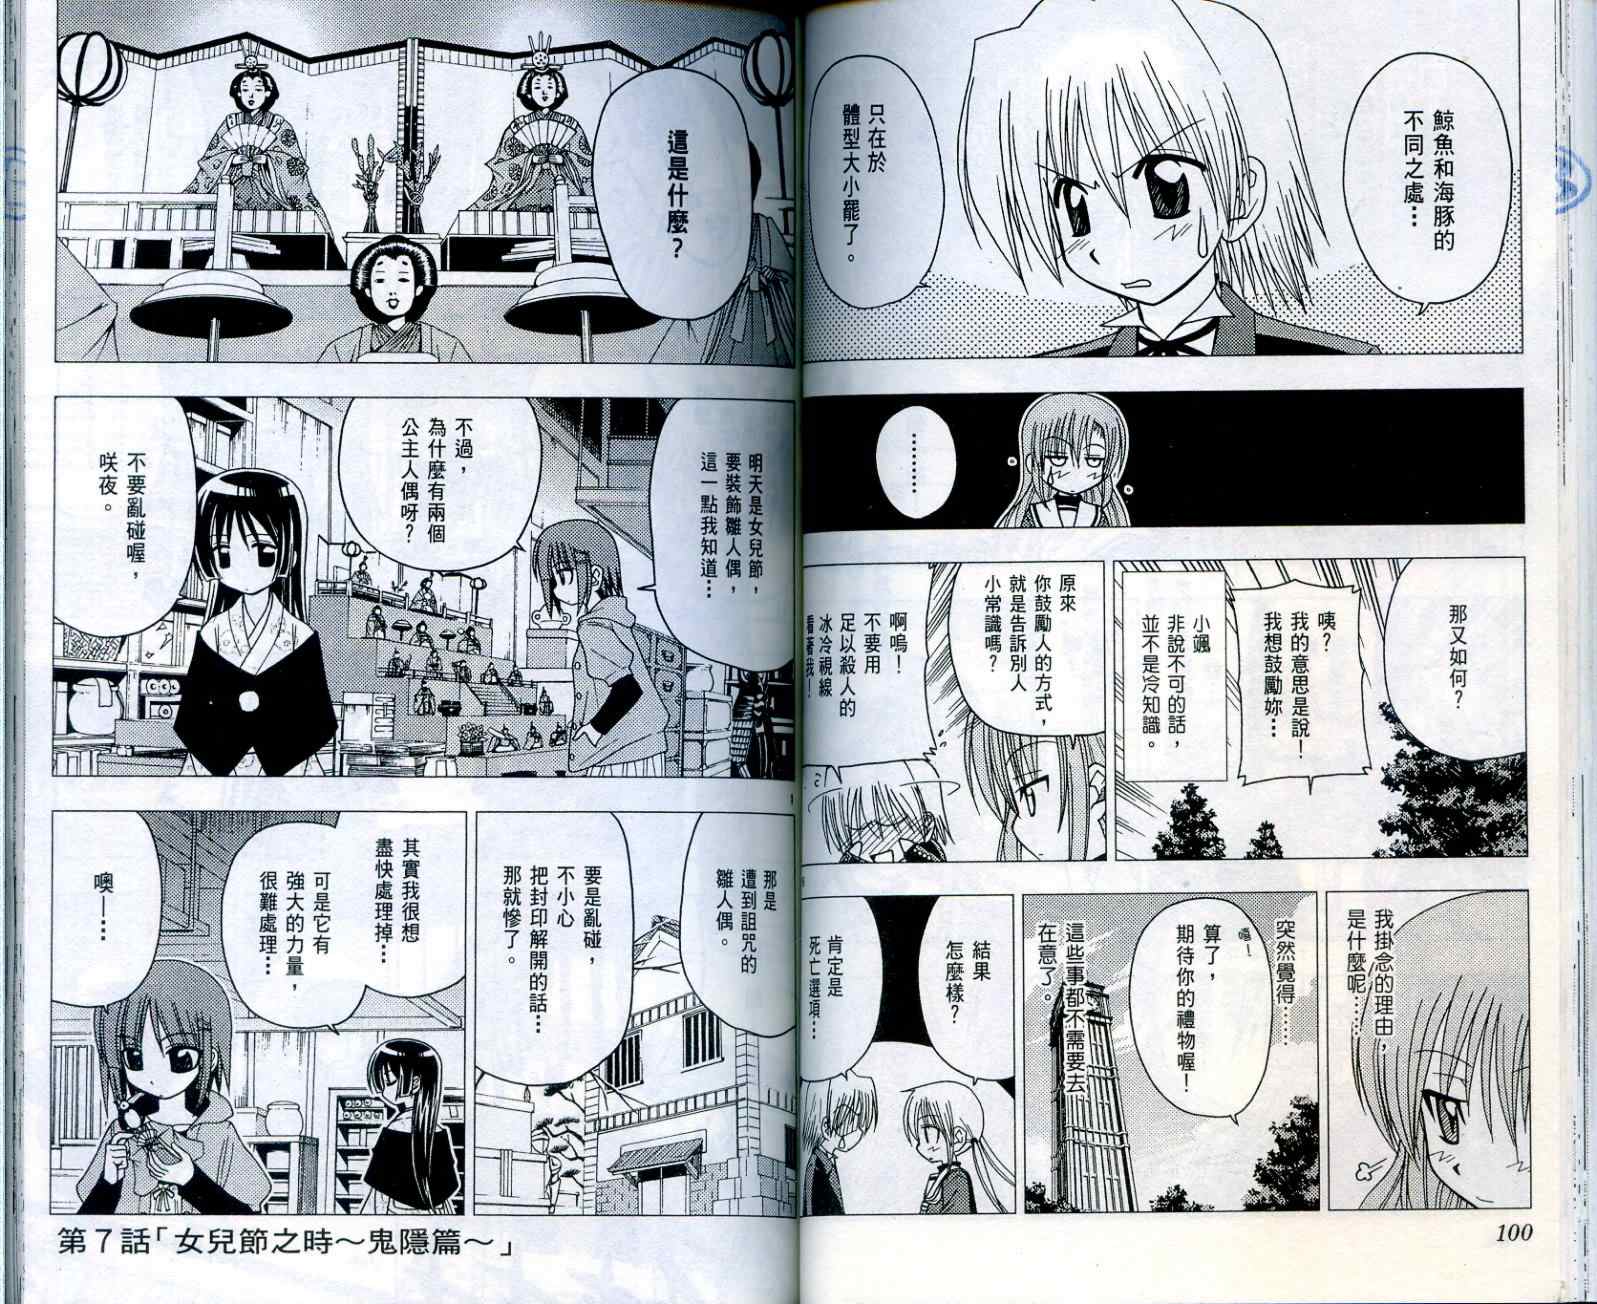 鯨魚和海豚的
不同之處…
只在於
體型大小罷了。
………
那又如何?
咦?
我的意思是說!
我想鼓勵妳…
小颯
非說不可的話,
並不是冷知識。
原來
你鼓勵人的方式,
就是告訴別人
小常識嗎?
啊嗚!
不要用
足以殺人的
冰冷視線
看著我!
我掛念的理由,
是什麼呢……
突然覺得……
嗯~
算了,
期待你的禮物喔!
這些事都不需要去
在意了。
結果
怎麼樣?
肯定是
死亡選項…
100
這是什麼?
明天是女兒節,
要裝飾雛人偶,
這一點我知道…
不過,
為什麼有兩個
公主人偶呀?
不要亂碰喔,
咲夜。
那是
遭到詛咒的
雛人偶。
要是亂碰,
不小心
把封印解開的話…
那就慘了。
其實我很想
盡快處理掉…
可是它有
強大的力量,
很難處理…
噢—…
第7話「女兒節之時~鬼隱篇~」